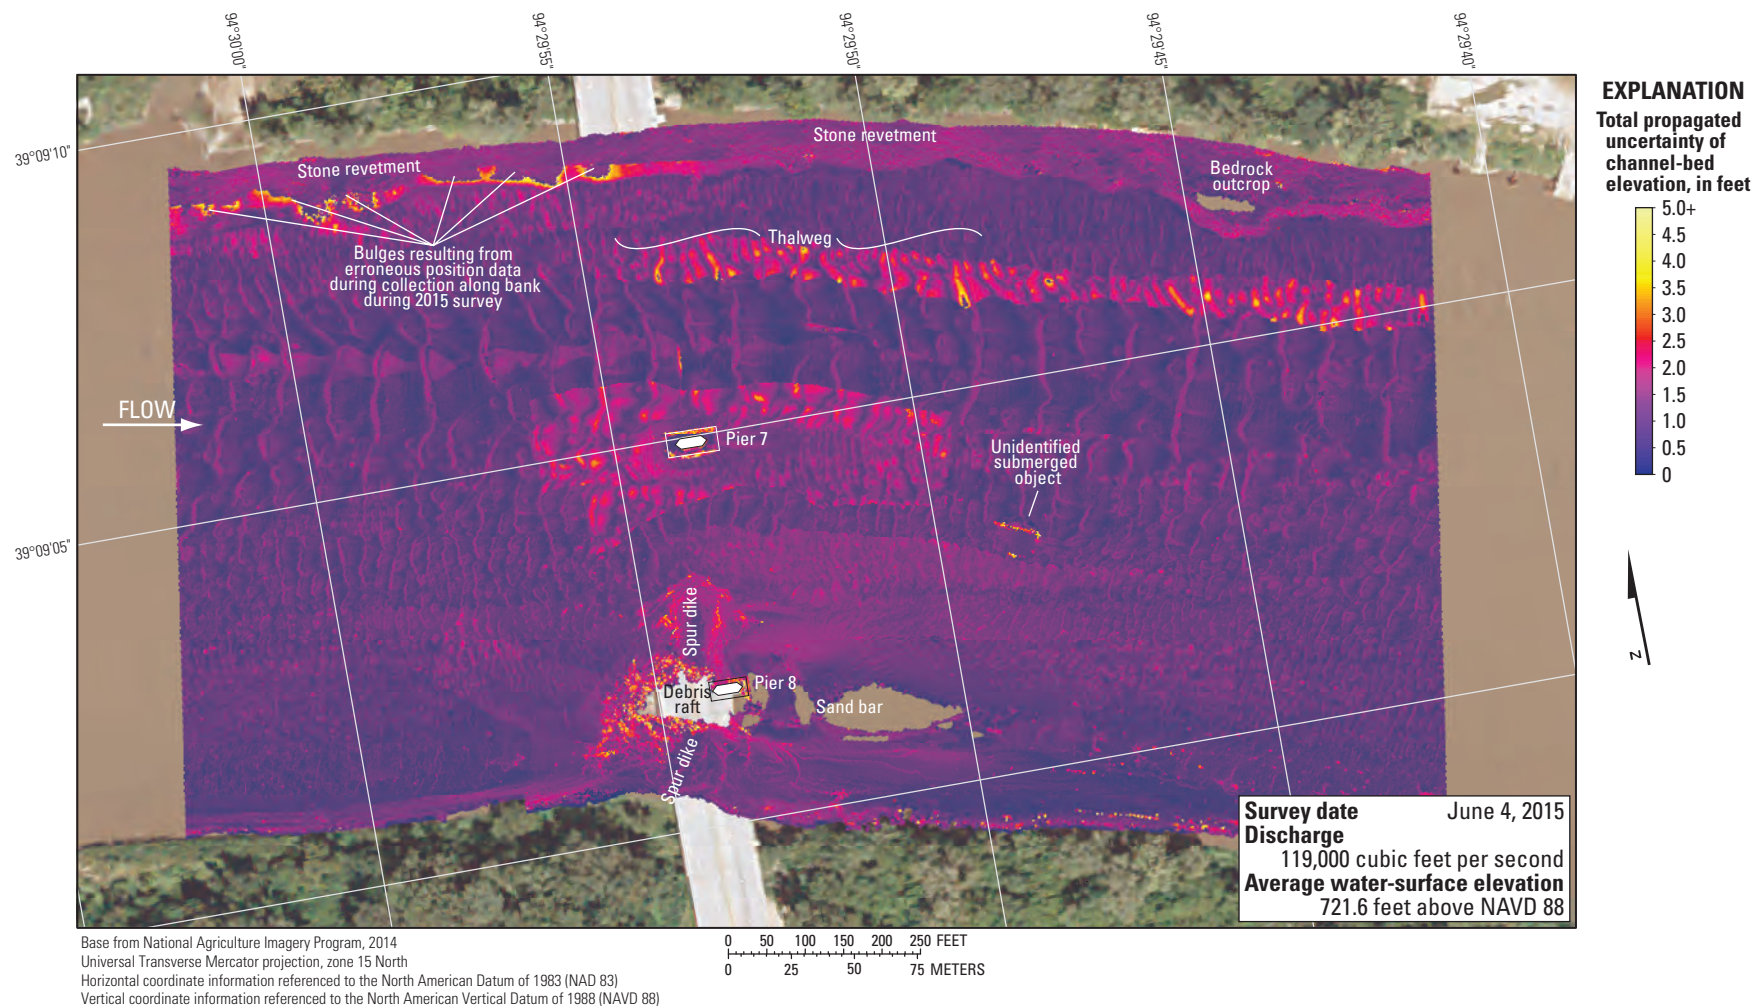 94°30'00"
94°29'55"
94°29'50"
94°29'45"
94°29'40"
39°09'10"
39°09'05"
Stone revetment
Stone revetment
Bedrock
outcrop
Thalweg
Bulges resulting from
erroneous position data
during collection along bank
during 2015 survey
FLOW
Pier 7
Unidentified
submerged
object
Spur dike
Debris
raft
Pier 8
Sand bar
Spur dike
EXPLANATION
Total propagated
uncertainty of
channel-bed
elevation, in feet
5.0+
4.5
4.0
3.5
3.0
2.5
2.0
1.5
1.0
0.5
0
N
Survey date June 4, 2015
Discharge
119,000 cubic feet per second
Average water-surface elevation
721.6 feet above NAVD 88
Base from National Agriculture Imagery Program, 2014
Universal Transverse Mercator projection, zone 15 North
Horizontal coordinate information referenced to the North American Datum of 1983 (NAD 83)
Vertical coordinate information referenced to the North American Vertical Datum of 1988 (NAVD 88)
0 50 100 150 200 250 FEET
0 25 50 75 METERS